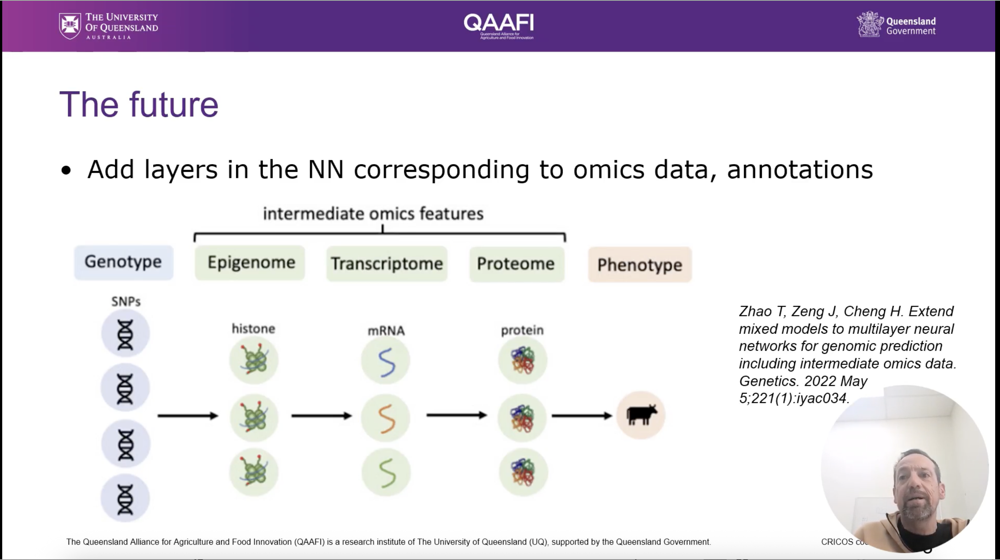 THE UNIVERSITY
OF QUEENSLAND
AUSTRALIA
QAAFI
Queensland Alliance for
Agriculture and Food Innovation
Queensland
Government
The future
• Add layers in the NN corresponding to omics data, annotations
intermediate omics features
Genotype Epigenome Transcriptome Proteome Phenotype
SNPs
histone mRNA protein
Zhao T, Zeng J, Cheng H. Extend
mixed models to multilayer neural
networks for genomic prediction
including intermediate omics data.
Genetics. 2022 May
5;221(1):iyac034.
The Queensland Alliance for Agriculture and Food Innovation (QAAFI) is a research institute of The University of Queensland (UQ), supported by the Queensland Government.
CRICOS